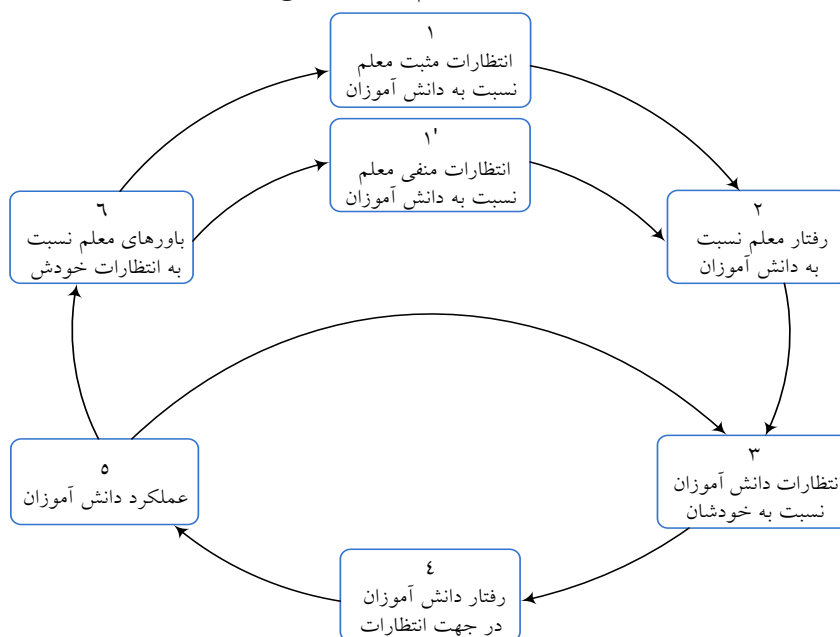 ١
انتظارات مثبت معلم
نسبت به دانش آموزان
١'
انتظارات منفی معلم
نسبت به دانش آموزان
٢
رفتار معلم نسبت
به دانش آموزان
٣
نتظارات دانش آموزان
نسبت به خودشان
٤
رفتار دانش آموزان
در جهت انتظارات
٥
عملکرد دانش آموزان
٦
باورهای معلم نسبت
به انتظارات خودش